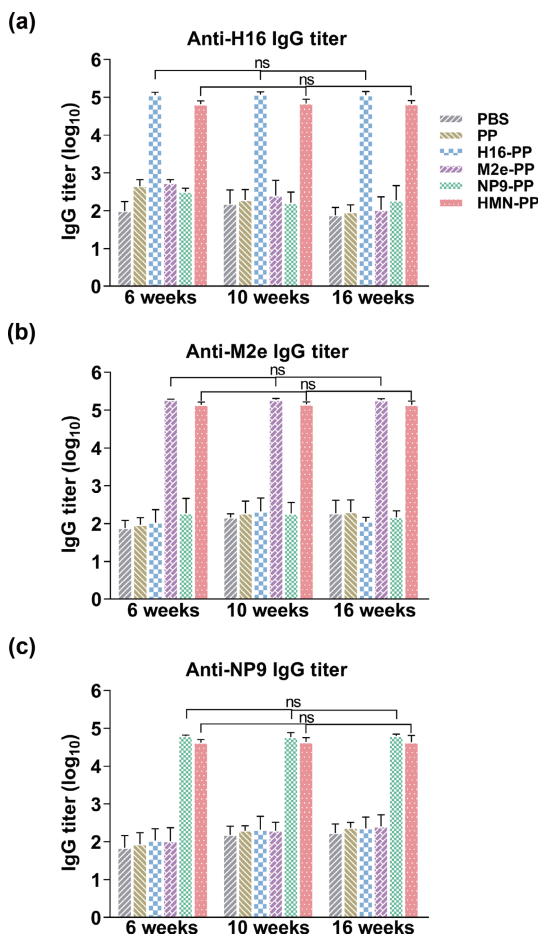 (a)
Anti-H16 IgG titer
IgG titer (log10)
6
5
4
3
2
1
0
ns
ns
6 weeks 10 weeks 16 weeks
PBS
PP
H16-PP
M2e-PP
NP9-PP
HMN-PP
(b)
Anti-M2e IgG titer
IgG titer (log10)
6
5
4
3
2
1
0
ns
ns
6 weeks 10 weeks 16 weeks
(c)
Anti-NP9 IgG titer
IgG titer (log10)
6
5
4
3
2
1
0
ns
ns
6 weeks 10 weeks 16 weeks